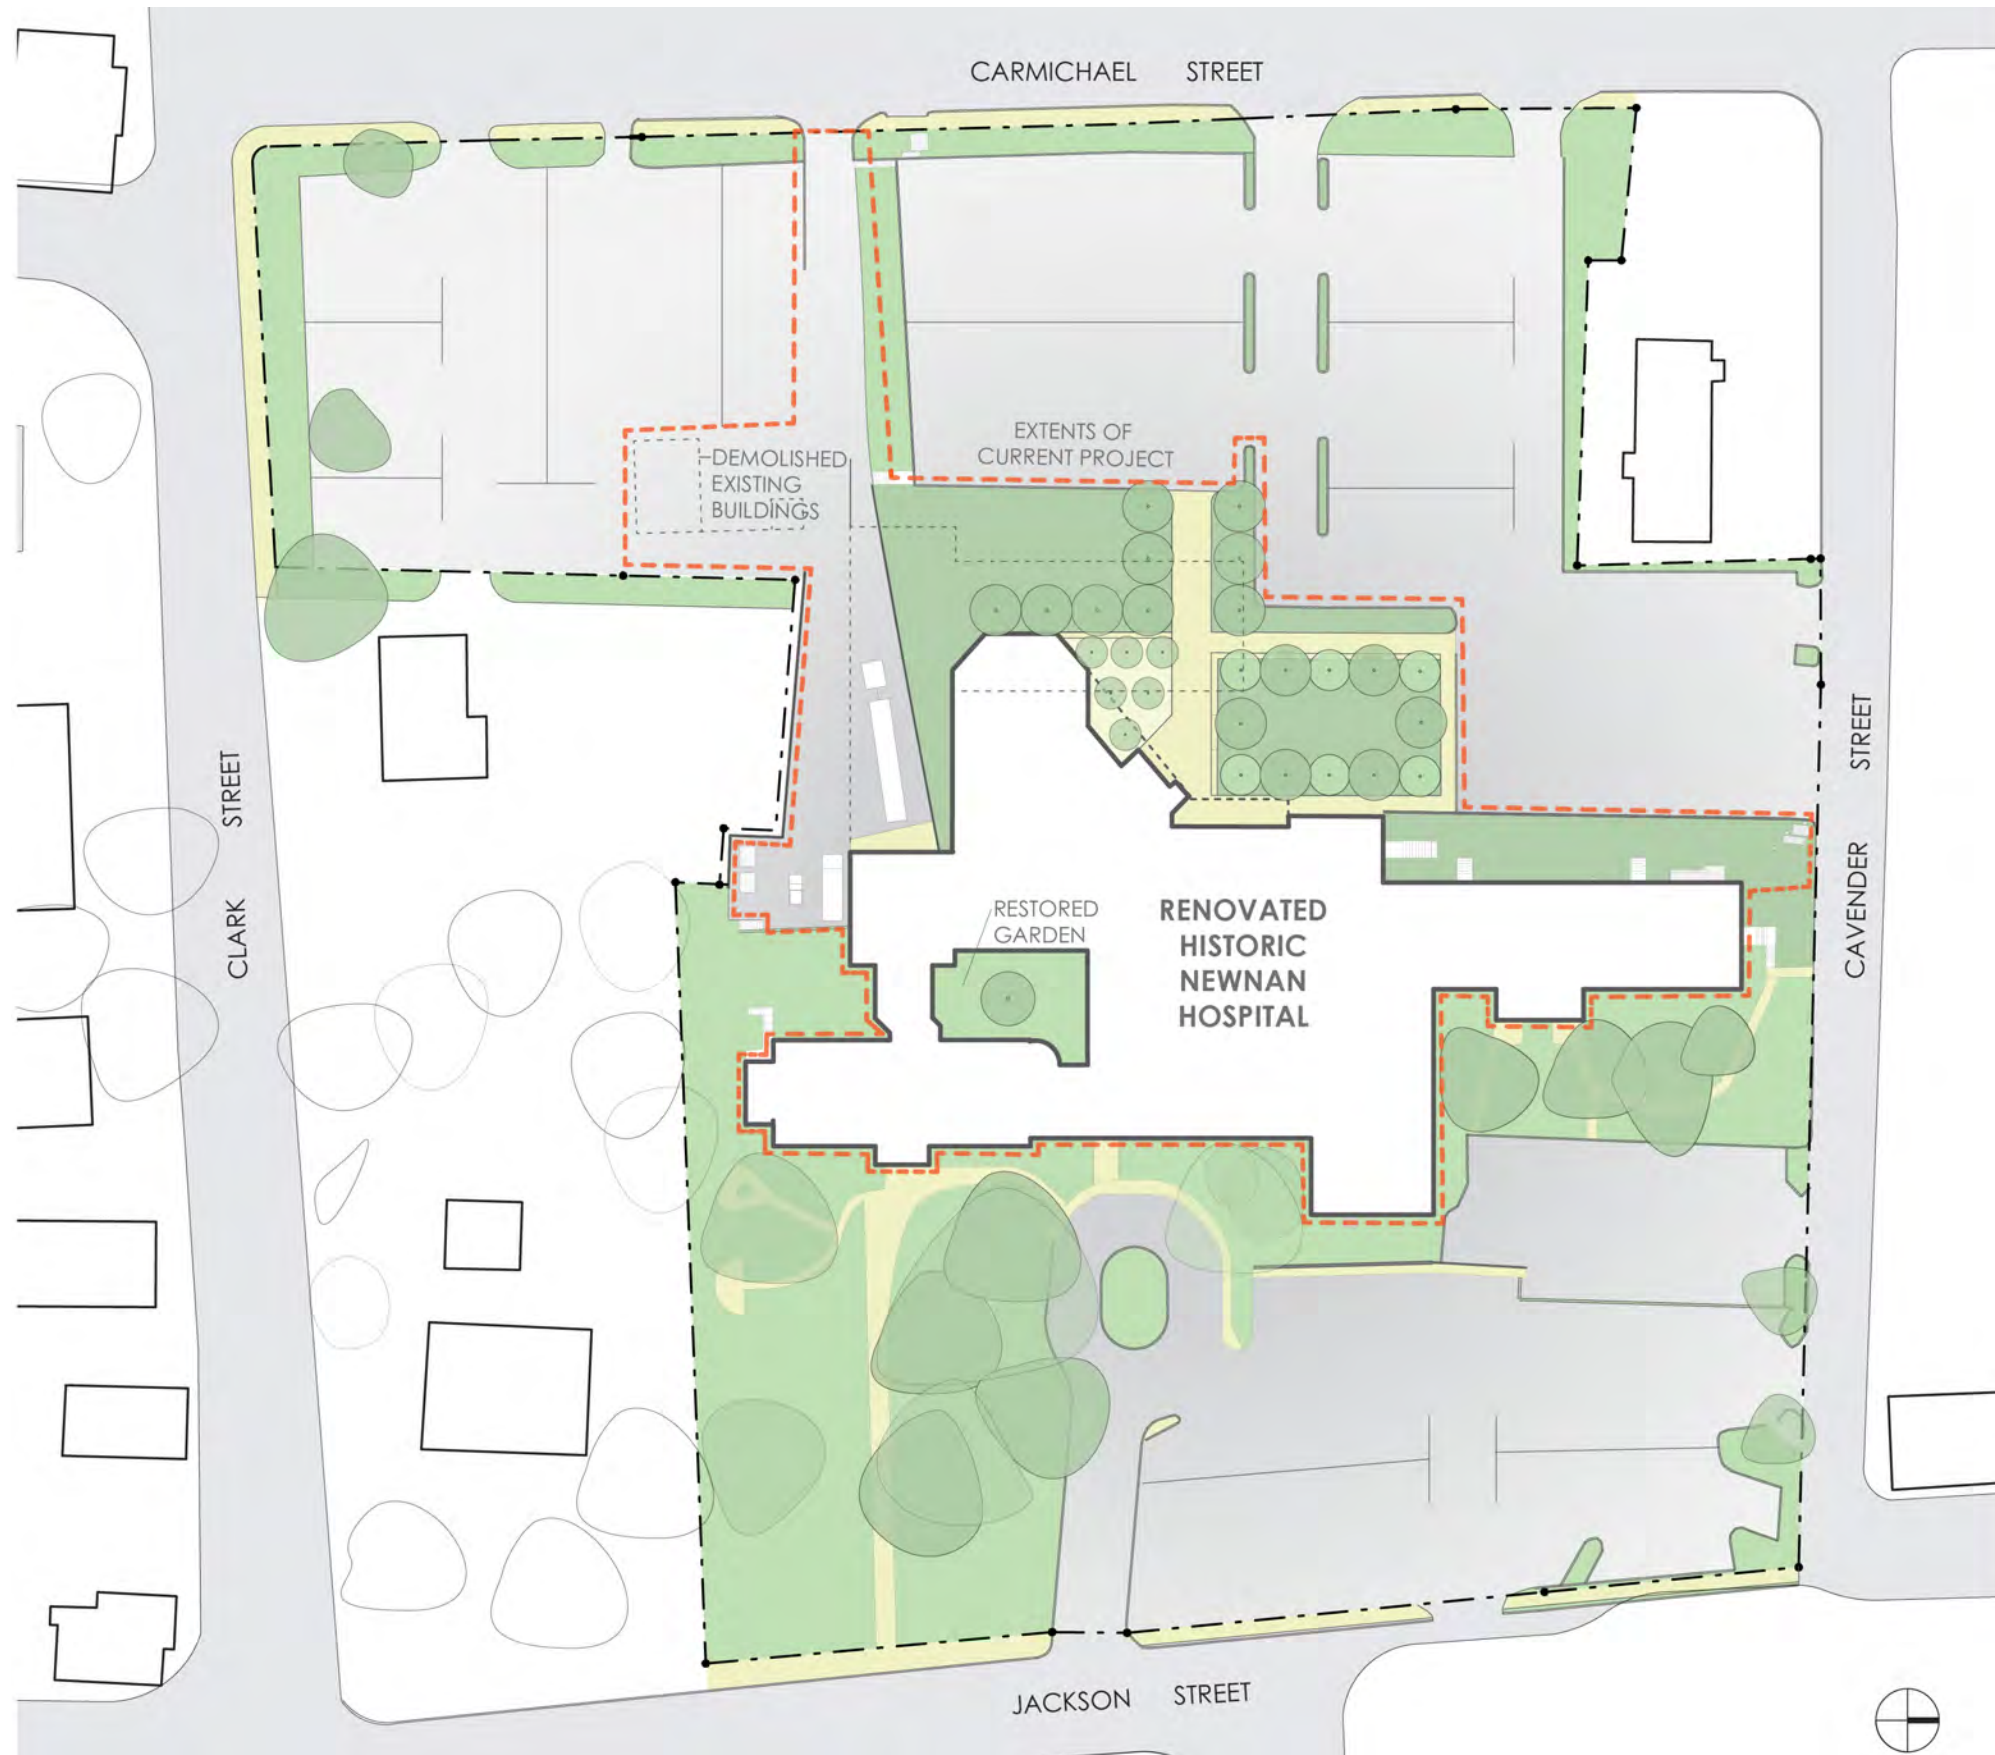 CARMICHAEL STREET
EXTENTS OF
CURRENT PROJECT
DEMOLISHED
EXISTING
BUILDINGS
CLARK STREET
CAVENDER STREET
RESTORED
GARDEN
RENOVATED
HISTORIC
NEWNAN
HOSPITAL
JACKSON STREET